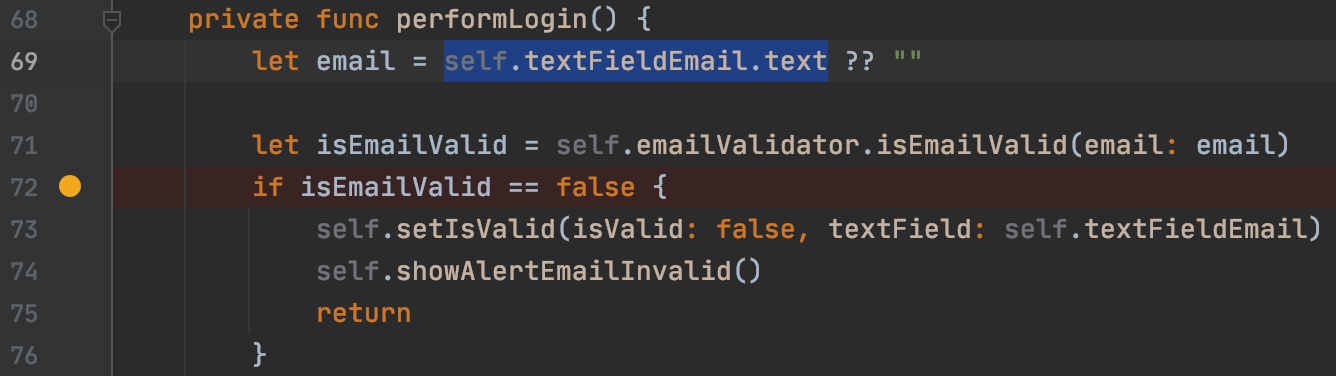 68 private func performLogin() {
69 let email = self.textFieldEmail.text ?? ""
70
71 let isEmailValid = self.emailValidator.isEmailValid(email: email)
72 if isEmailValid == false {
73 self.setIsValid(isValid: false, textField: self.textFieldEmail)
74 self.showAlertEmailInvalid()
75 return
76 }